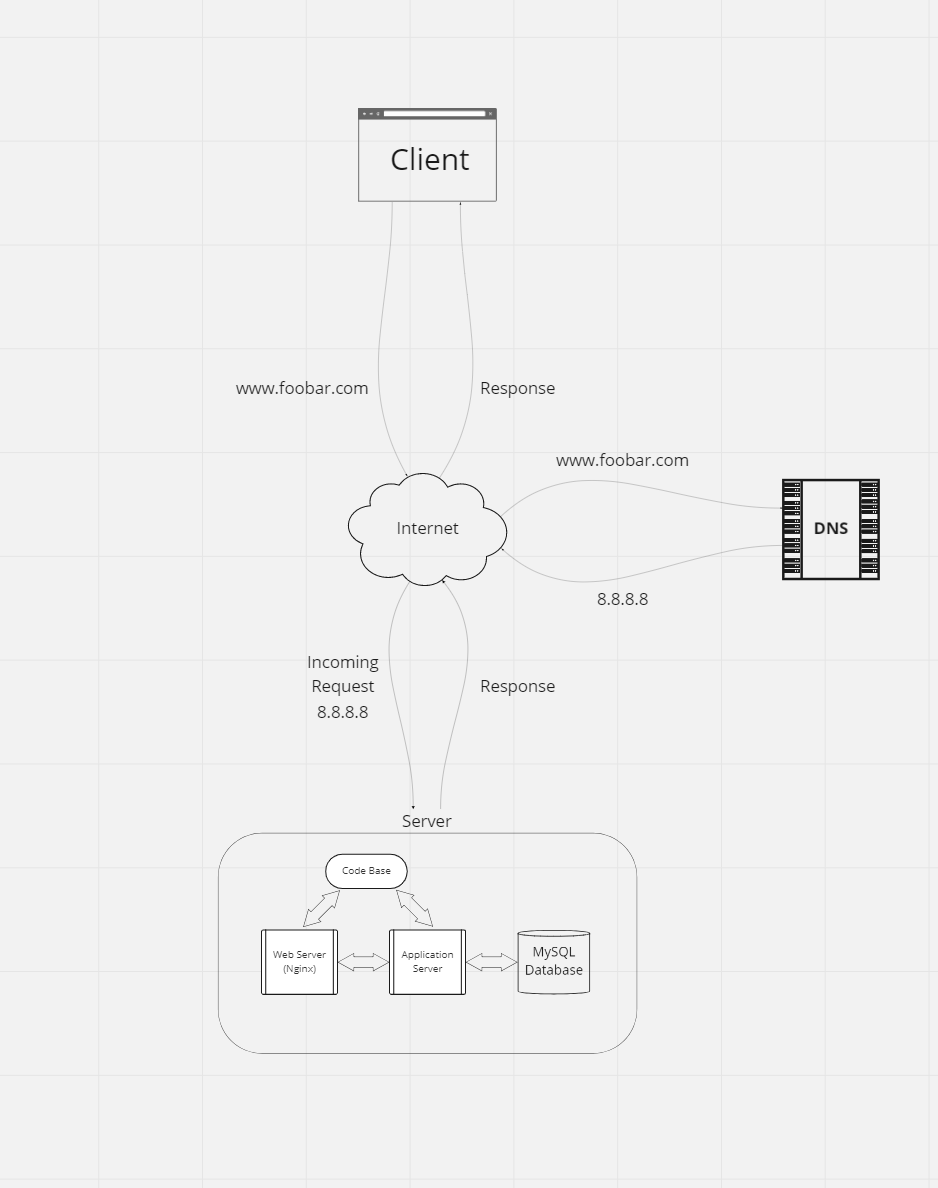 Client
www.foobar.com
Response
www.foobar.com
Internet
DNS
8.8.8.8
Incoming
Request
8.8.8.8
Response
Server
Code Base
Web Server
(Nginx)
Application
Server
MySQL
Database